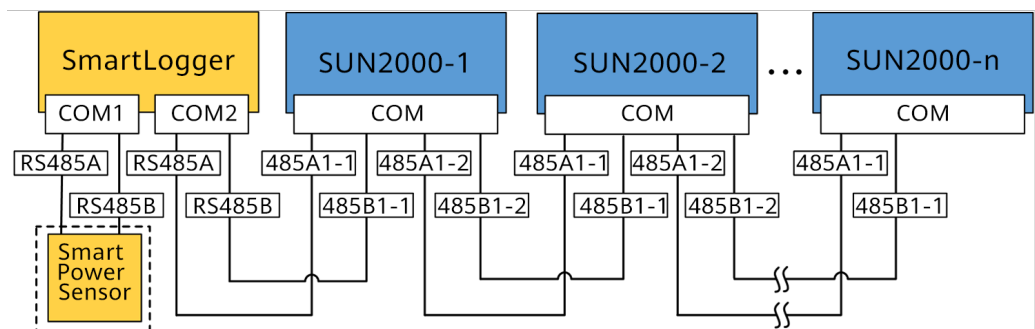 SmartLogger
SUN2000-1
SUN2000-2
...
SUN2000-n
COM1
COM2
COM
COM
COM
RS485A
RS485A
485A1-1
485A1-2
485A1-1
485A1-2
485A1-1
RS485B
RS485B
485B1-1
485B1-2
485B1-1
485B1-2
485B1-1
Smart
Power
Sensor